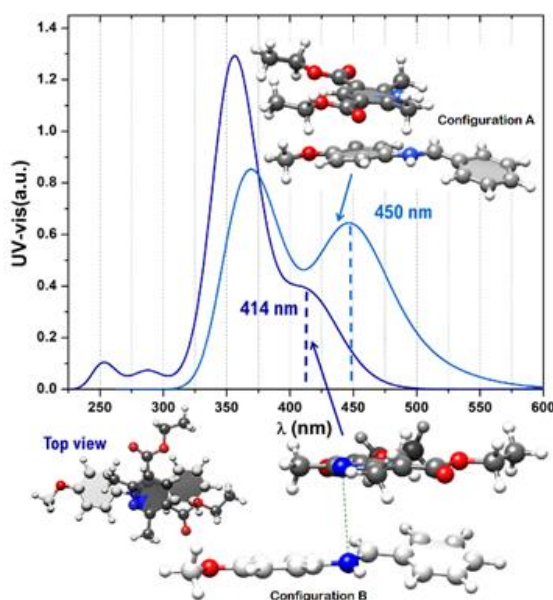 UV-vis(a.u.)
1.4
1.2
1.0
0.8
0.6
0.4
0.2
0.0
Configuration A
450 nm
414 nm
250 300 350 400 450 500 550 600
λ (nm)
Top view
Configuration B